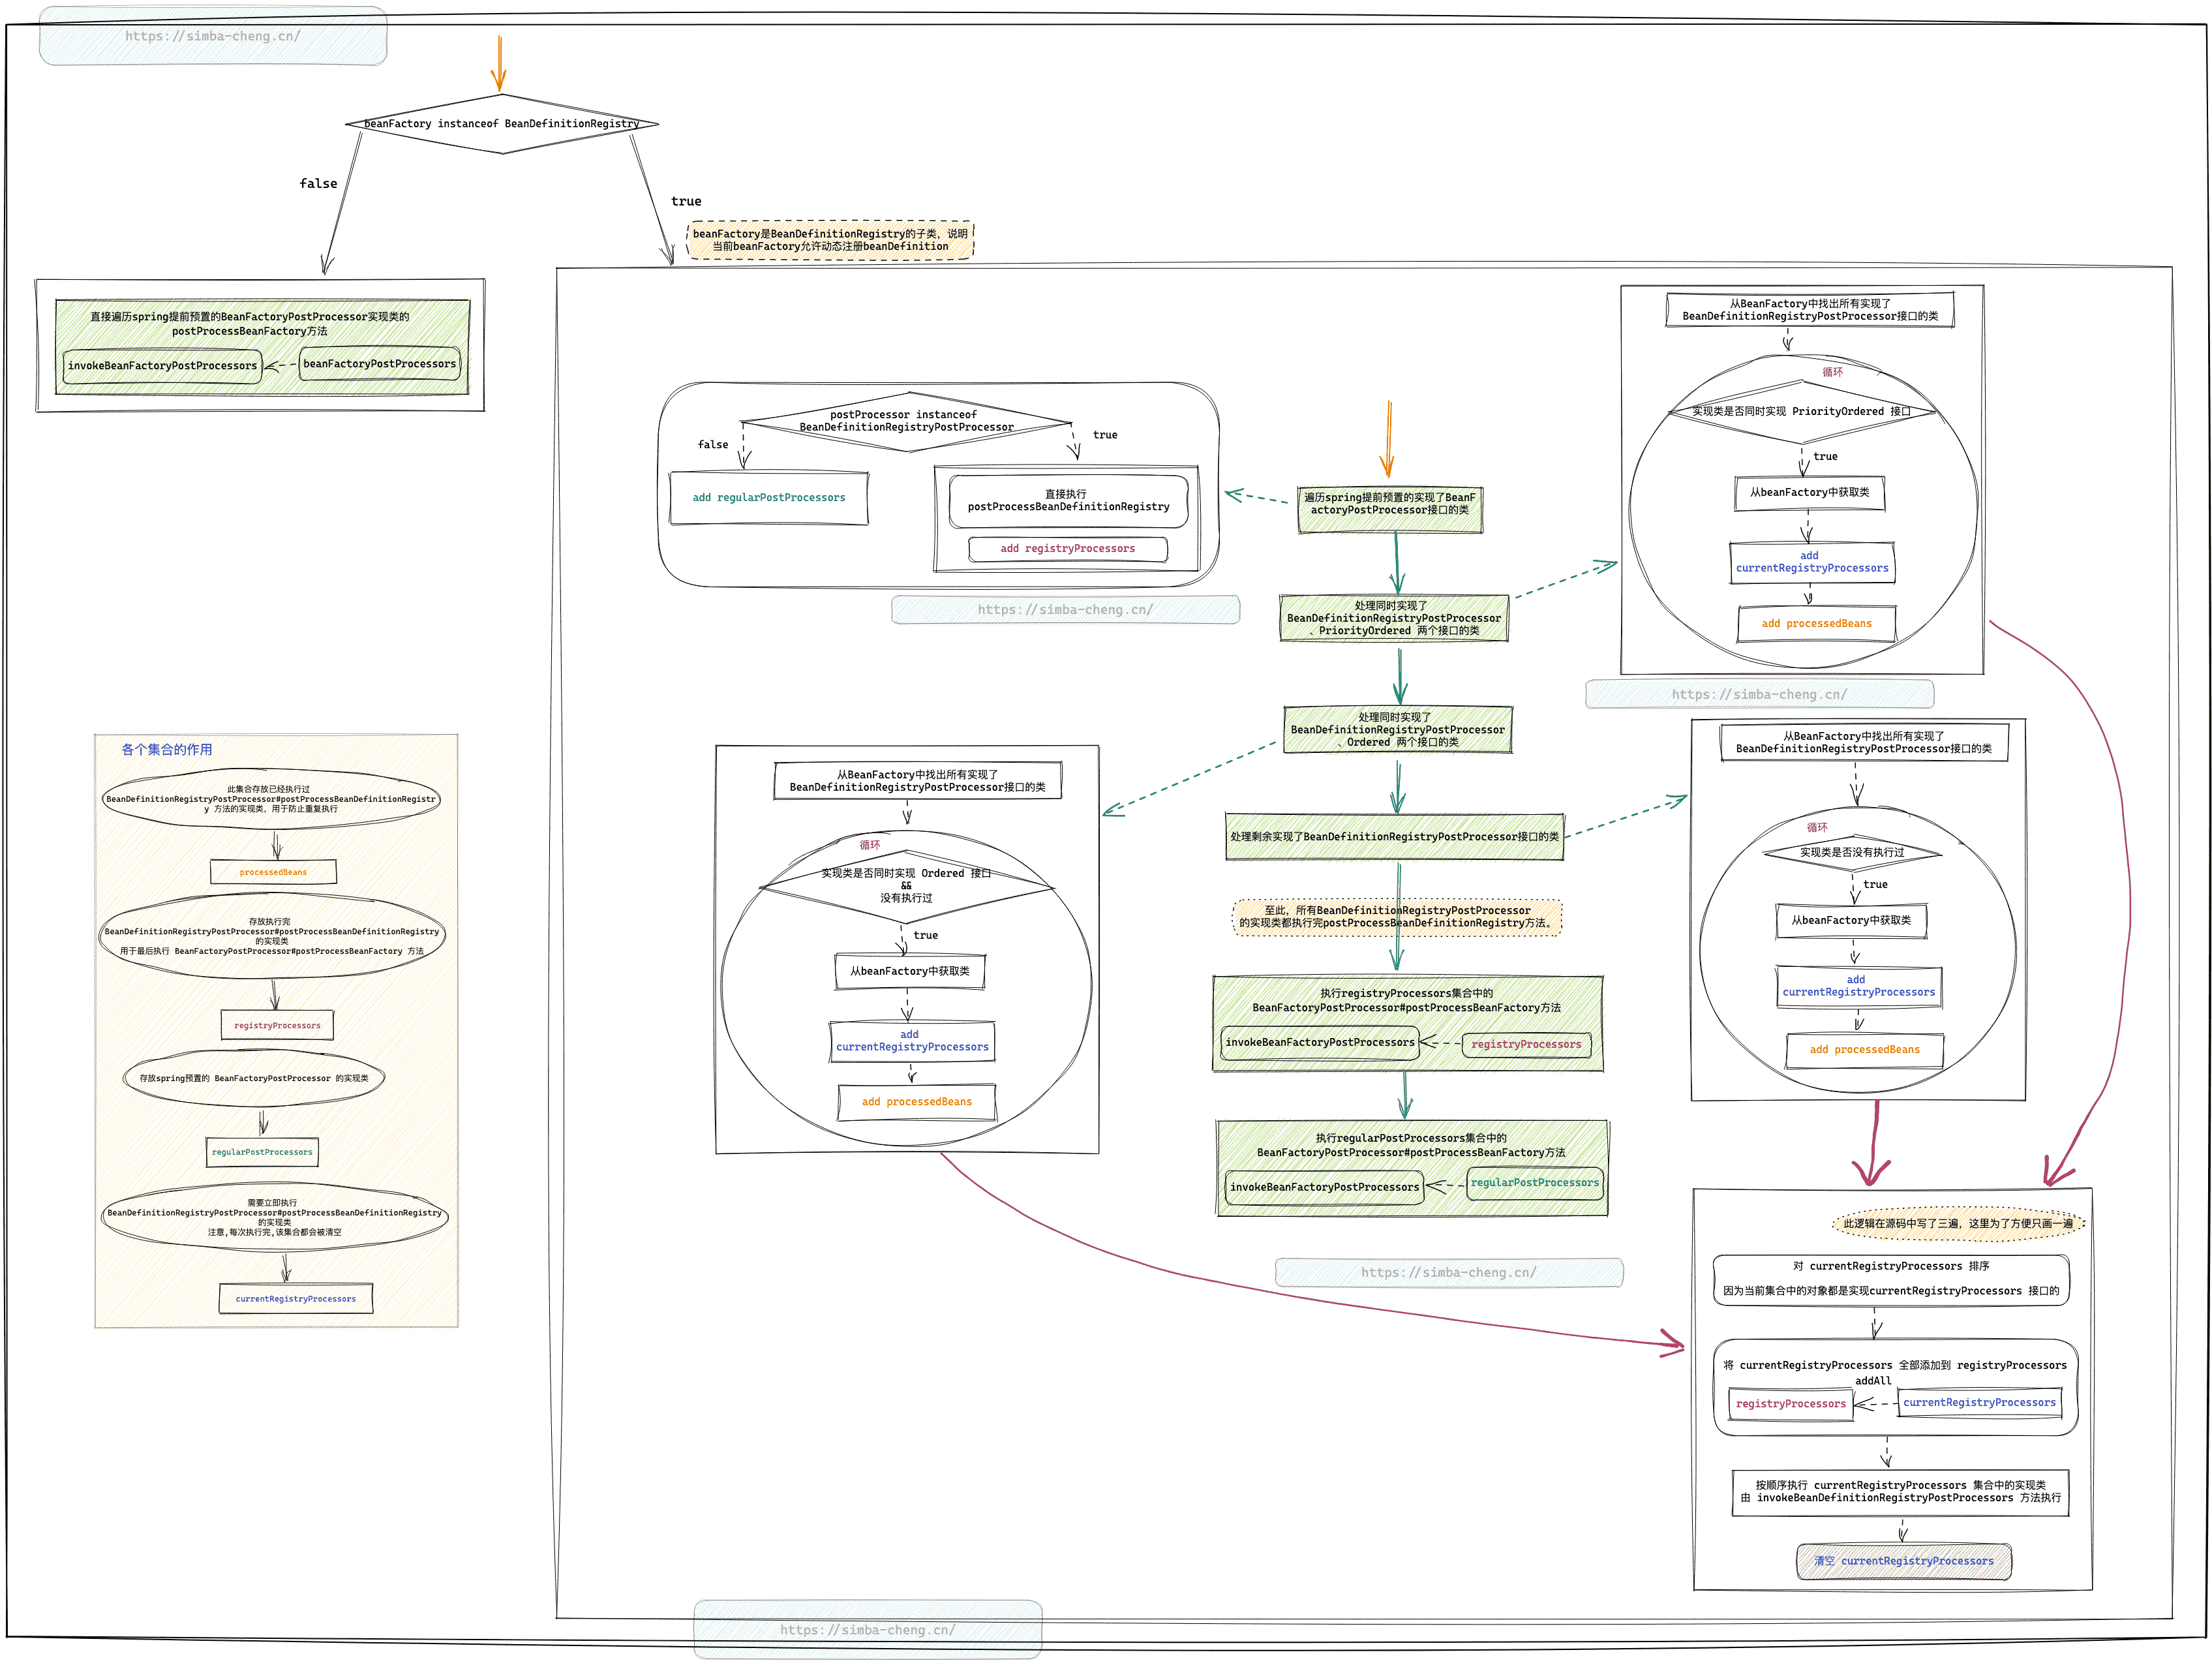 https://simba-cheng.cn/
beanFactory instanceof BeanDefinitionRegistry
false
true
beanFactory是BeanDefinitionRegistry的子类，说明
当前beanFactory允许动态注册beanDefinition
直接遍历spring提前预置的BeanFactoryPostProcessor实现类的
postProcessBeanFactory方法
invokeBeanFactoryPostProcessors
beanFactoryPostProcessors
postProcessor instanceof
BeanDefinitionRegistryPostProcessor
false
true
add regularPostProcessors
直接执行
postProcessBeanDefinitionRegistry
add registryProcessors
https://simba-cheng.cn/
遍历spring提前预置的实现了BeanF
actoryPostProcessor接口的类
处理同时实现了
BeanDefinitionRegistryPostProcessor
、PriorityOrdered 两个接口的类
处理同时实现了
BeanDefinitionRegistryPostProcessor
、Ordered 两个接口的类
处理剩余实现了BeanDefinitionRegistryPostProcessor接口的类
至此，所有BeanDefinitionRegistryPostProcessor
的实现类都执行完postProcessBeanDefinitionRegistry方法。
执行registryProcessors集合中的
BeanFactoryPostProcessor#postProcessBeanFactory方法
invokeBeanFactoryPostProcessors
registryProcessors
执行regularPostProcessors集合中的
BeanFactoryPostProcessor#postProcessBeanFactory方法
invokeBeanFactoryPostProcessors
regularPostProcessors
https://simba-cheng.cn/
从BeanFactory中找出所有实现了
BeanDefinitionRegistryPostProcessor接口的类
循环
实现类是否同时实现 PriorityOrdered 接口
true
从beanFactory中获取类
add
currentRegistryProcessors
add processedBeans
https://simba-cheng.cn/
从BeanFactory中找出所有实现了
BeanDefinitionRegistryPostProcessor接口的类
循环
实现类是否同时实现 Ordered 接口
&&
没有执行过
true
从beanFactory中获取类
add
currentRegistryProcessors
add processedBeans
从BeanFactory中找出所有实现了
BeanDefinitionRegistryPostProcessor接口的类
循环
实现类是否没有执行过
true
从beanFactory中获取类
add
currentRegistryProcessors
add processedBeans
此逻辑在源码中写了三遍，这里为了方便只画一遍
对 currentRegistryProcessors 排序
因为当前集合中的对象都是实现currentRegistryProcessors 接口的
将 currentRegistryProcessors 全部添加到 registryProcessors
addAll
registryProcessors
currentRegistryProcessors
按顺序执行 currentRegistryProcessors 集合中的实现类
由 invokeBeanDefinitionRegistryPostProcessors 方法执行
清空 currentRegistryProcessors
各个集合的作用
此集合存放已经执行过
BeanDefinitionRegistryPostProcessor#postProcessBeanDefinitionRegistr
y 方法的实现类，用于防止重复执行
processedBeans
存放执行完
BeanDefinitionRegistryPostProcessor#postProcessBeanDefinitionRegistry
的实现类
用于最后执行 BeanFactoryPostProcessor#postProcessBeanFactory 方法
registryProcessors
存放spring预置的 BeanFactoryPostProcessor 的实现类
regularPostProcessors
需要立即执行
BeanDefinitionRegistryPostProcessor#postProcessBeanDefinitionRegistry
的实现类
注意,每次执行完,该集合都会被清空
currentRegistryProcessors
https://simba-cheng.cn/